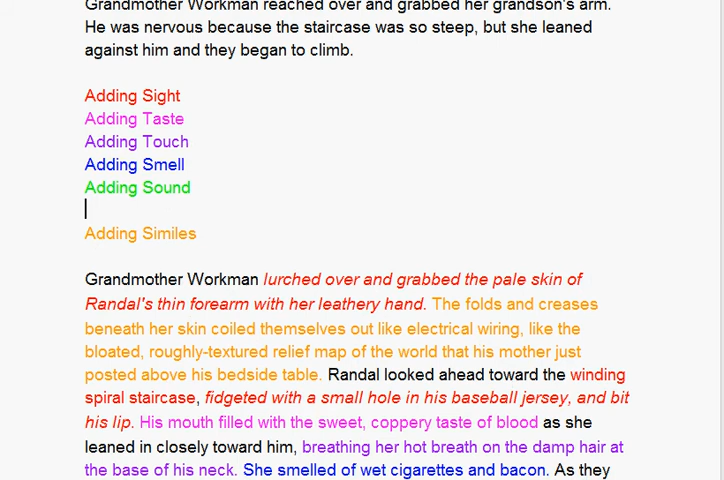 Grandmother Workman reached over and grabbed her grandson's arm.
He was nervous because the staircase was so steep, but she leaned
against him and they began to climb.
Adding Sight
Adding Taste
Adding Touch
Adding Smell
Adding Sound
Adding Similes
Grandmother Workman lurched over and grabbed the pale skin of
Randal's thin forearm with her leathery hand. The folds and creases
beneath her skin coiled themselves out like electrical wiring, like the
bloated, roughly-textured relief map of the world that his mother just
posted above his bedside table. Randal looked ahead toward the winding
spiral staircase, fidgeted with a small hole in his baseball jersey, and bit
his lip. His mouth filled with the sweet, coppery taste of blood as she
leaned in closely toward him, breathing her hot breath on the damp hair at
the base of his neck. She smelled of wet cigarettes and bacon. As they